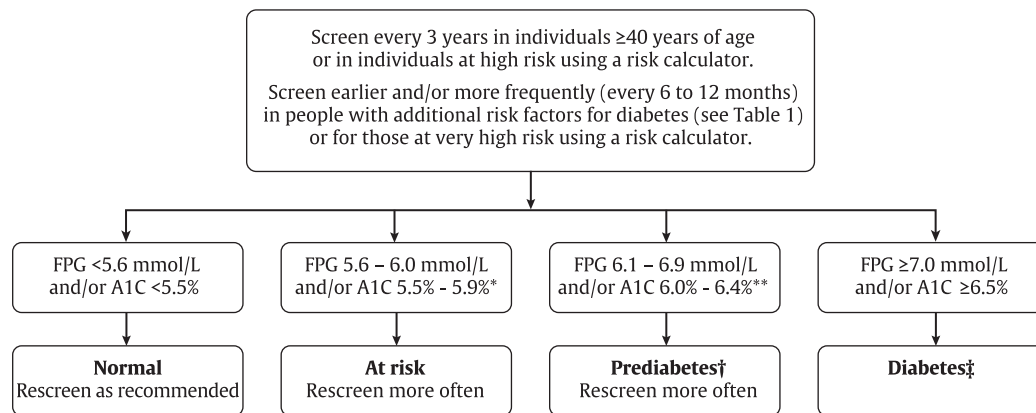 Screen every 3 years in individuals ≥40 years of age
or in individuals at high risk using a risk calculator.
Screen earlier and/or more frequently (every 6 to 12 months)
in people with additional risk factors for diabetes (see Table 1)
or for those at very high risk using a risk calculator.
FPG <5.6 mmol/L
and/or A1C <5.5%
FPG 5.6 – 6.0 mmol/L
and/or A1C 5.5% - 5.9%*
FPG 6.1 – 6.9 mmol/L
and/or A1C 6.0% - 6.4%**
FPG ≥7.0 mmol/L
and/or A1C ≥6.5%
Normal
Rescreen as recommended
At risk
Rescreen more often
Prediabetes†
Rescreen more often
Diabetes‡